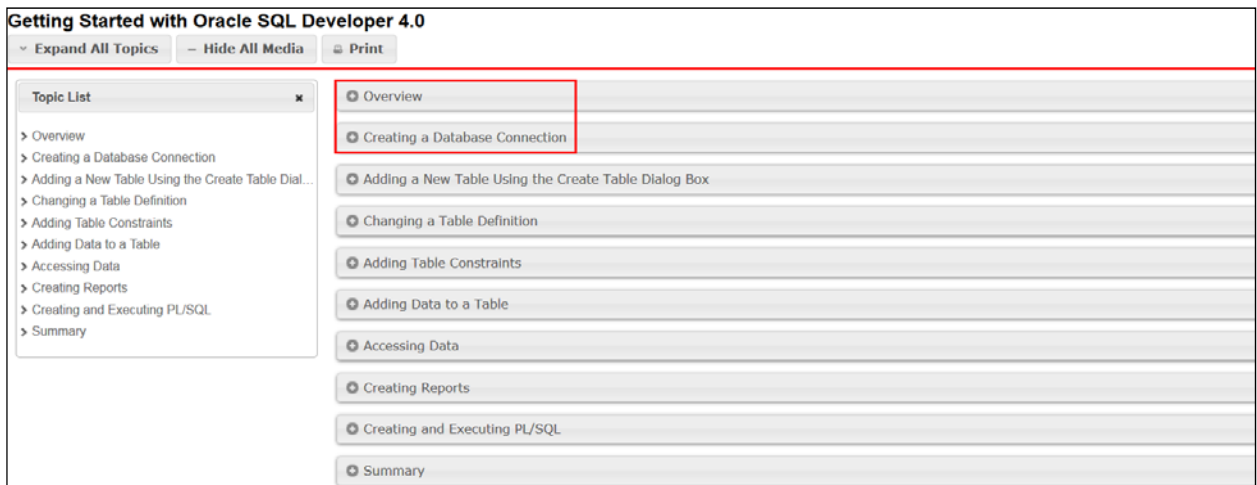 Getting Started with Oracle SQL Developer 4.0
Expand All Topics
Hide All Media
Print
Topic List
Overview
Creating a Database Connection
Adding a New Table Using the Create Table Dial...
Changing a Table Definition
Adding Table Constraints
Adding Data to a Table
Accessing Data
Creating Reports
Creating and Executing PL/SQL
Summary
Overview
Creating a Database Connection
Adding a New Table Using the Create Table Dialog Box
Changing a Table Definition
Adding Table Constraints
Adding Data to a Table
Accessing Data
Creating Reports
Creating and Executing PL/SQL
Summary